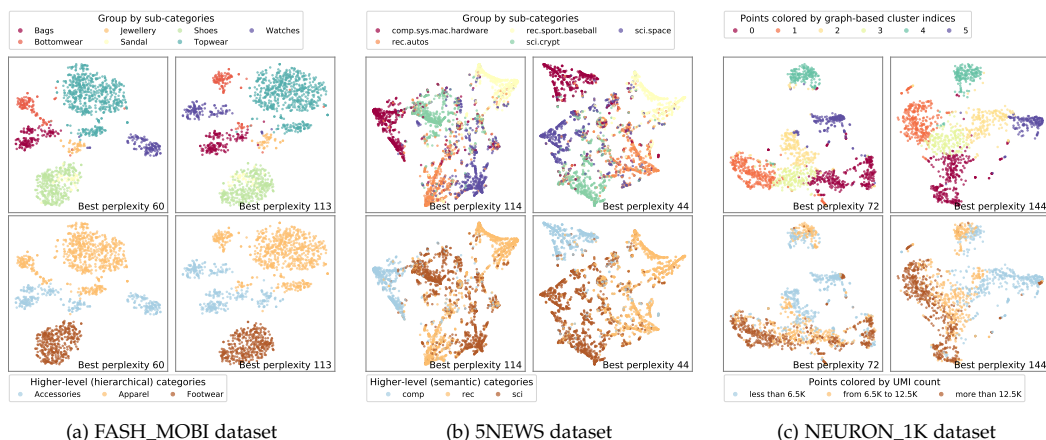 Group by sub-categories
Bags Jewellery Shoes Watches
Bottomwear Sandal Topwear
Best perplexity 60
Best perplexity 113
Best perplexity 60
Best perplexity 113
Higher-level (hierarchical) categories
Accessories Apparel Footwear
(a) FASH_MOBI dataset
Group by sub-categories
comp.sys.mac.hardware rec.sport.baseball sci.space
rec.autos sci.crypt
Best perplexity 114
Best perplexity 44
Best perplexity 114
Best perplexity 44
Higher-level (semantic) categories
comp rec sci
(b) 5NEWS dataset
Points colored by graph-based cluster indices
0 1 2 3 4 5
Best perplexity 72
Best perplexity 144
Best perplexity 72
Best perplexity 144
Points colored by UMI count
less than 6.5K from 6.5K to 12.5K more than 12.5K
(c) NEURON_1K dataset